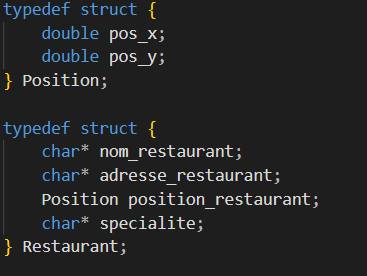 typedef struct {
    double pos_x;
    double pos_y;
} Position;

typedef struct {
    char* nom_restaurant;
    char* adresse_restaurant;
    Position position_restaurant;
    char* specialite;
} Restaurant;